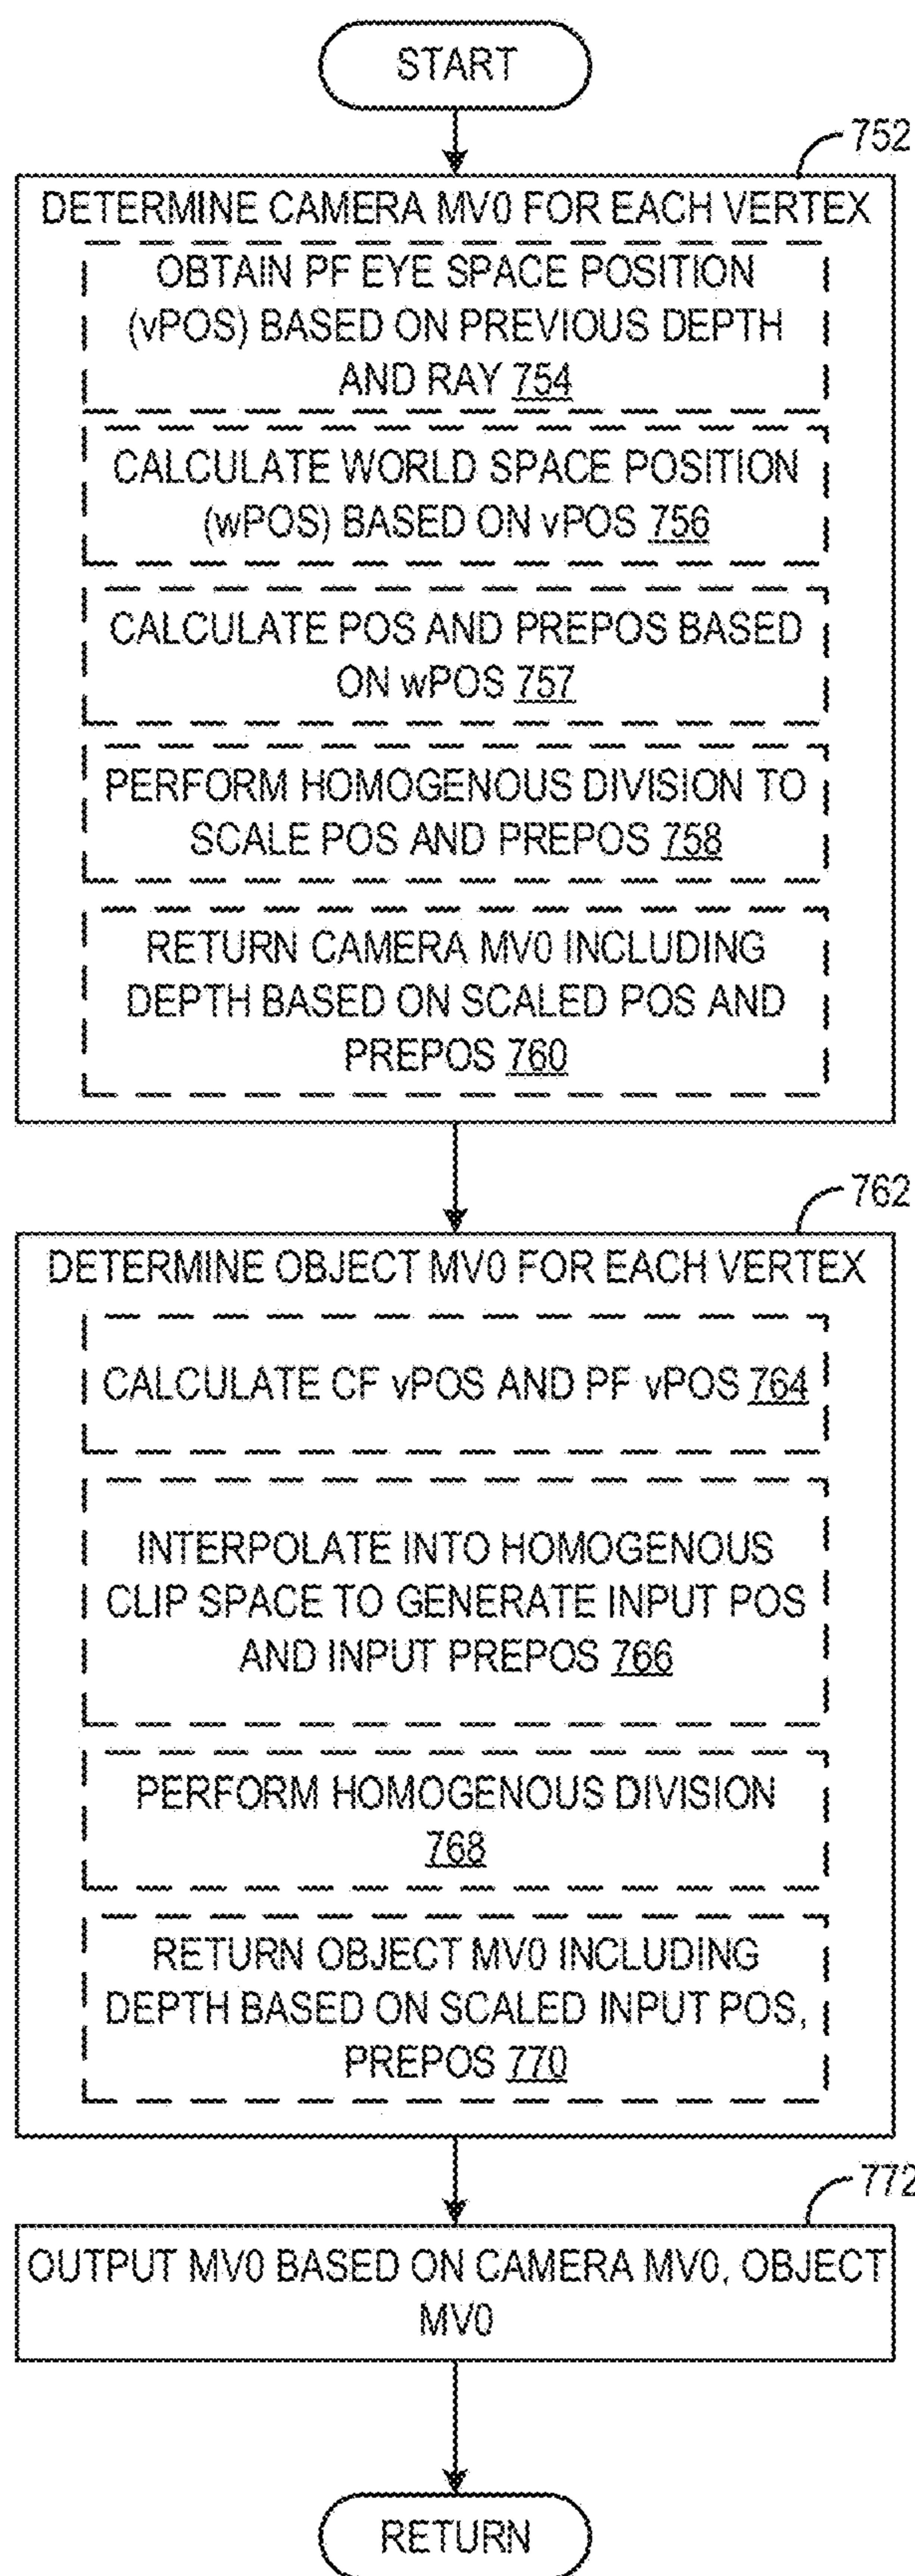 START
752
DETERMINE CAMERA MV0 FOR EACH VERTEX
OBTAIN PF EYE SPACE POSITION
(vPOS) BASED ON PREVIOUS DEPTH
AND RAY 754
CALCULATE WORLD SPACE POSITION
(wPOS) BASED ON vPOS 756
CALCULATE POS AND PREPOS BASED
ON wPOS 757
PERFORM HOMOGENOUS DIVISION TO
SCALE POS AND PREPOS 758
RETURN CAMERA MV0 INCLUDING
DEPTH BASED ON SCALED POS AND
PREPOS 760
762
DETERMINE OBJECT MV0 FOR EACH VERTEX
CALCULATE CF vPOS AND PF vPOS 764
INTERPOLATE INTO HOMOGENOUS
CLIP SPACE TO GENERATE INPUT POS
AND INPUT PREPOS 766
PERFORM HOMOGENOUS DIVISION
768
RETURN OBJECT MV0 INCLUDING
DEPTH BASED ON SCALED INPUT POS,
PREPOS 770
772
OUTPUT MV0 BASED ON CAMERA MV0, OBJECT
MV0
RETURN